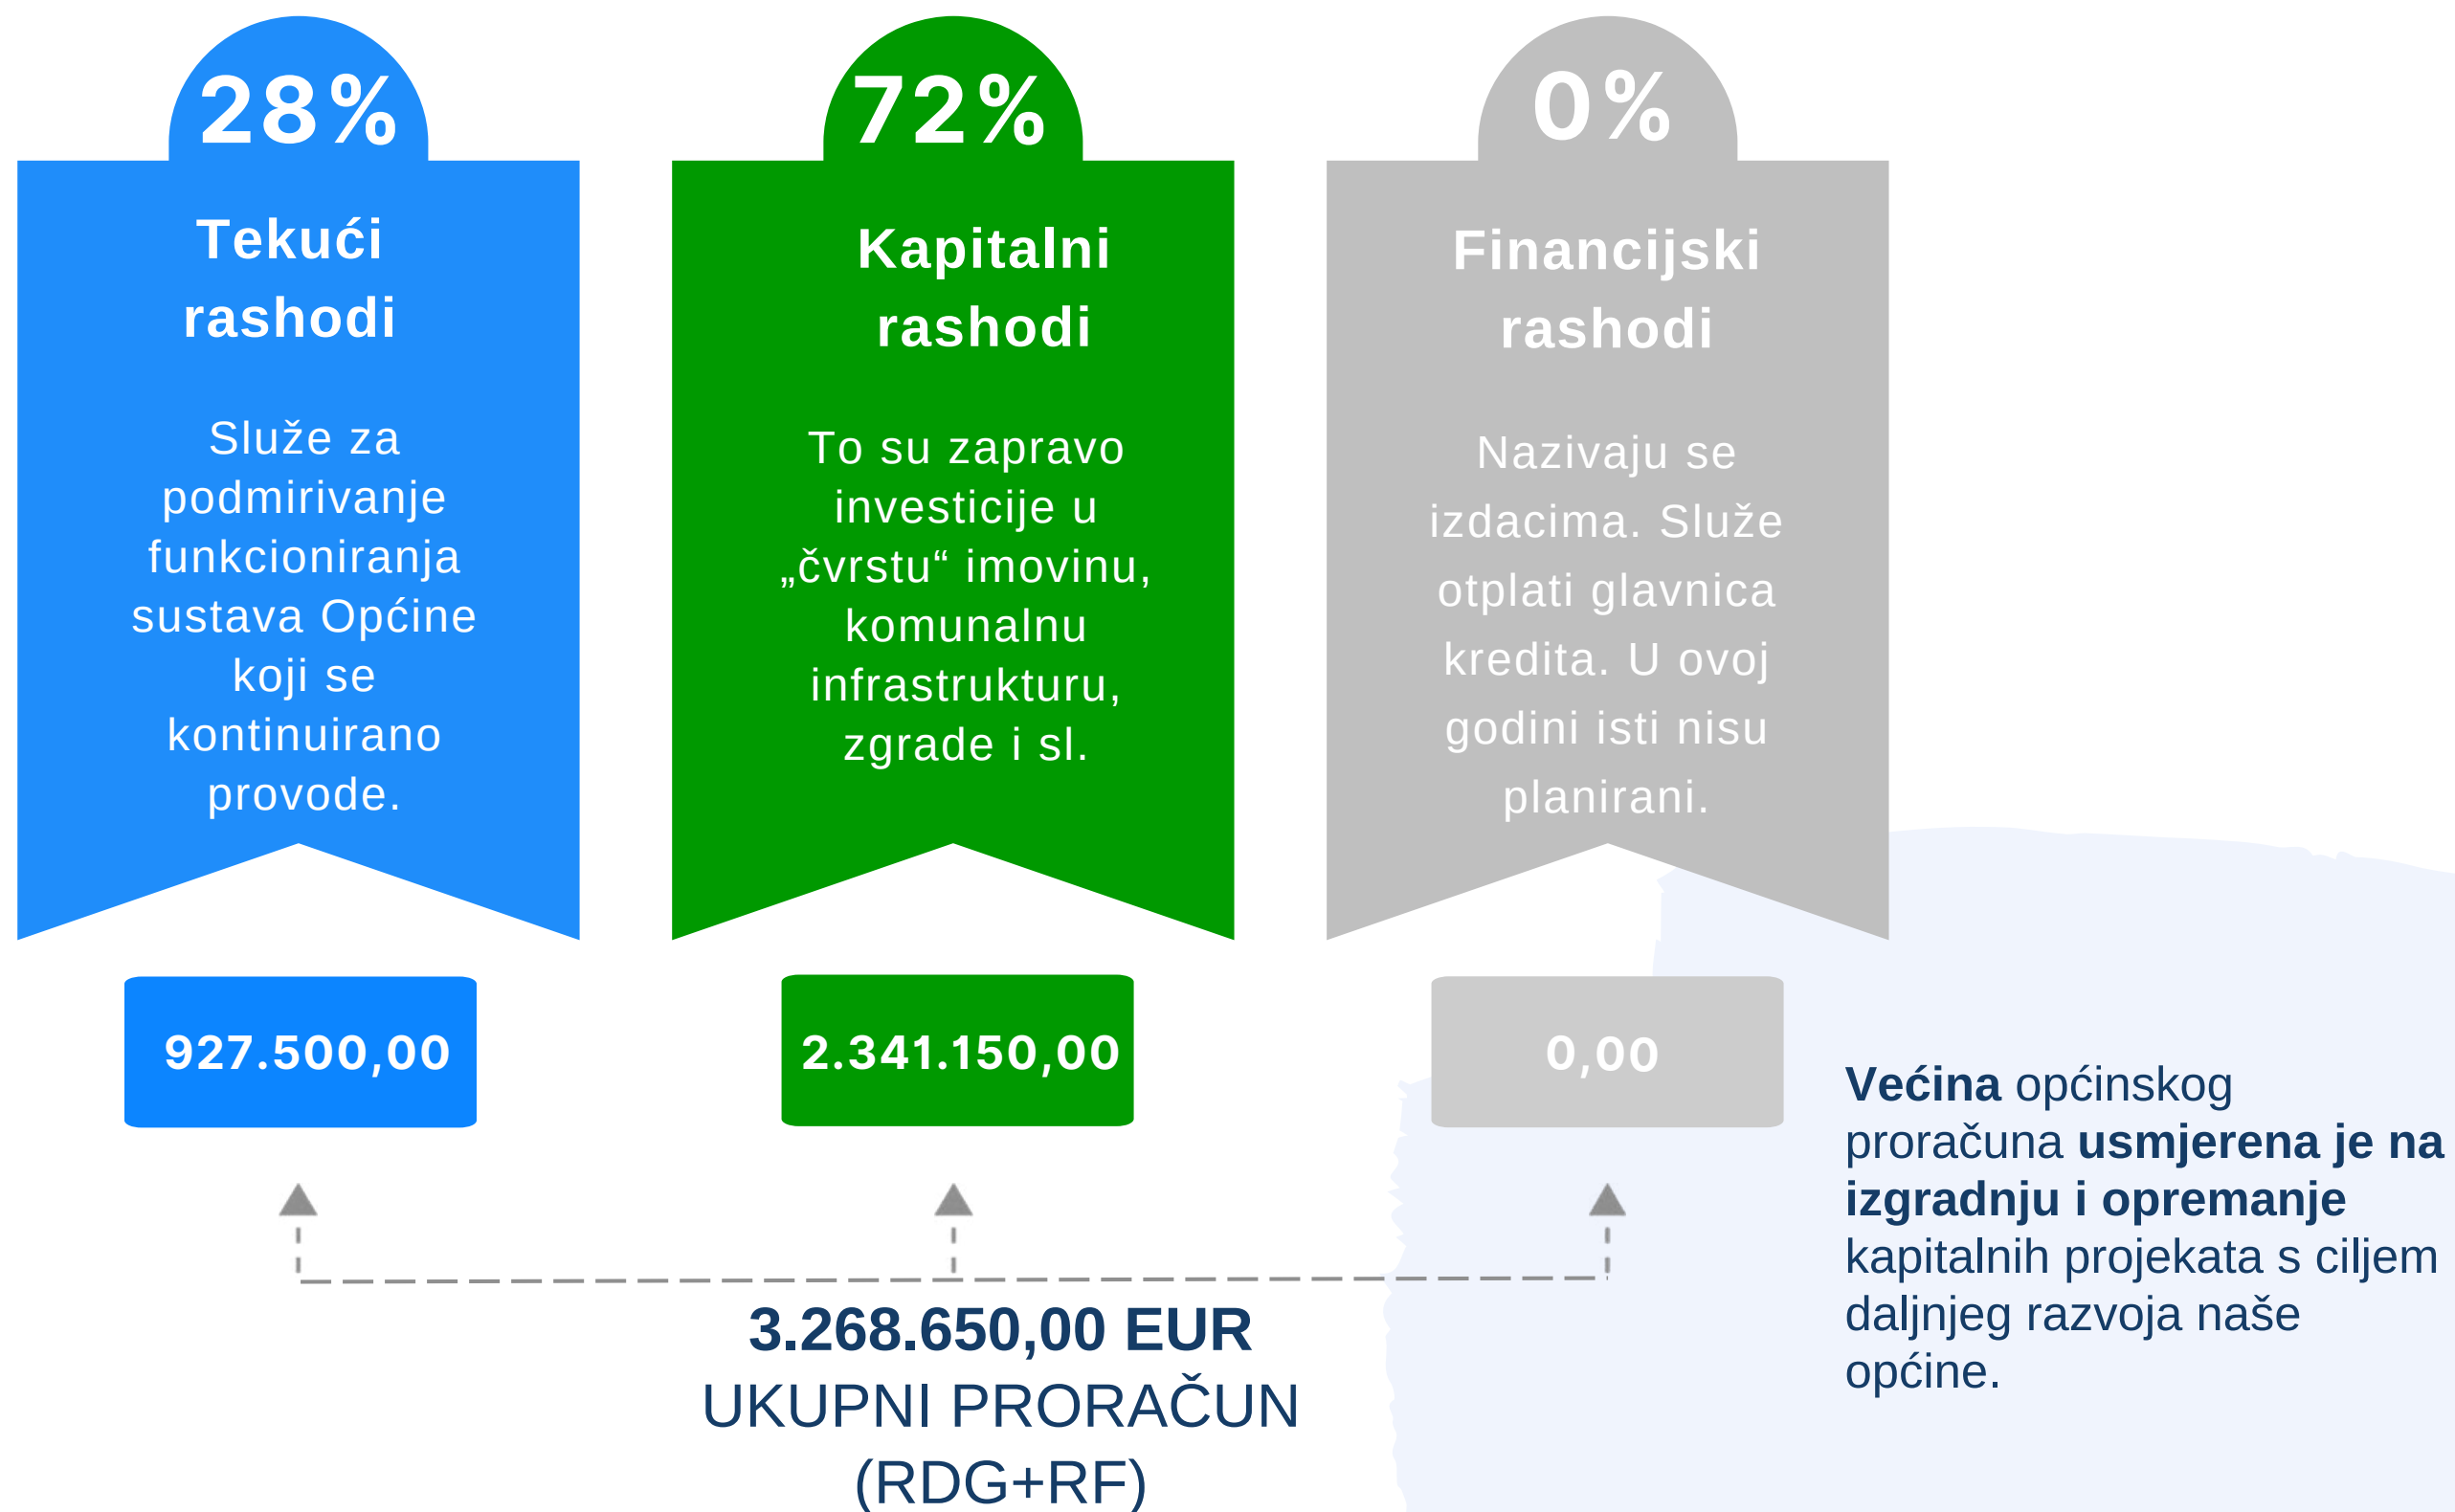 28%
Tekući
rashodi
Služe za
podmirivanje
funkcioniranja
sustava Općine
koji se
kontinuirano
provode.
927.500,00
72%
Kapitalni
rashodi
To su zapravo
investicije u
„čvrstu“ imovinu,
komunalnu
infrastrukturu,
zgrade i sl.
2.341.150,00
0%
Financijski
rashodi
Nazivaju se
izdacima. Služe
otplati glavnica
kredita. U ovoj
godini isti nisu
planirani.
0,00
3.268.650,00 EUR
UKUPNI PRORAČUN
(RDG+RF)
Većina općinskog
proračuna usmjerena je na
izgradnju i opremanje
kapitalnih projekata s ciljem
daljnjeg razvoja naše
općine.